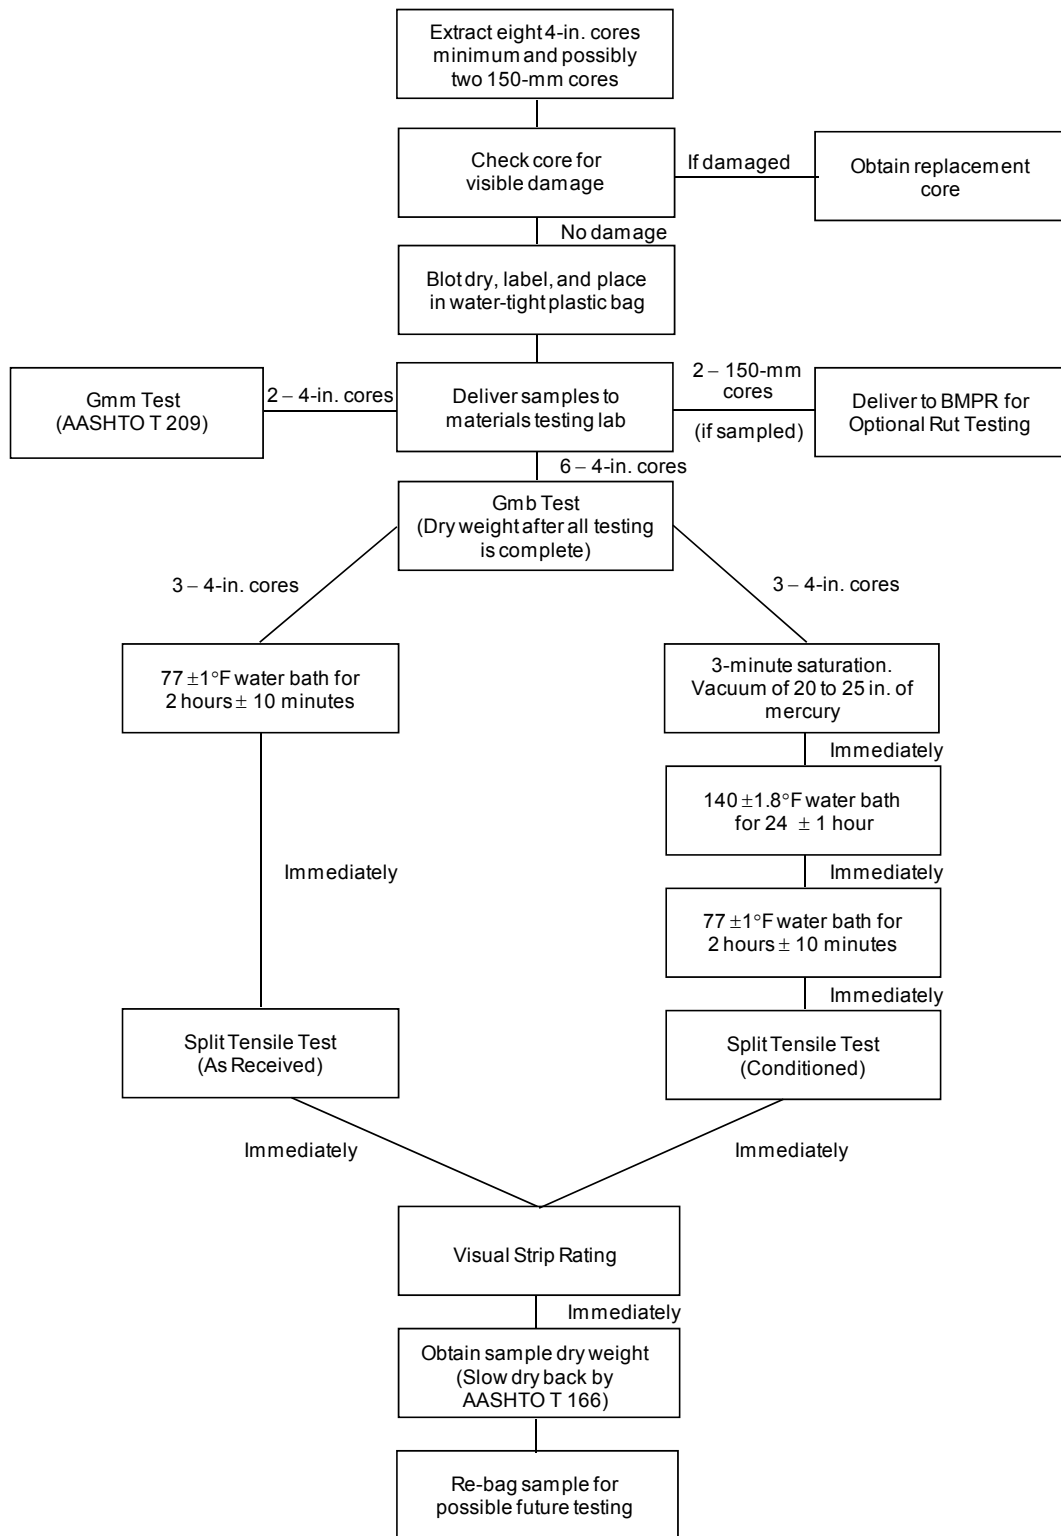 Extract eight 4-in. cores
minimum and possibly
two 150-mm cores
Check core for
visible damage
If damaged
Obtain replacement
core
No damage
Blot dry, label, and place
in water-tight plastic bag
Gmm Test
(AASHTO T 209)
2 – 4-in. cores
Deliver samples to
materials testing lab
2 – 150-mm
cores
(if sampled)
Deliver to BMPR for
Optional Rut Testing
6 – 4-in. cores
Gmb Test
(Dry weight after all testing
is complete)
3 – 4-in. cores
3 – 4-in. cores
77 ±1°F water bath for
2 hours ± 10 minutes
3-minute saturation.
Vacuum of 20 to 25 in. of
mercury
Immediately
140 ±1.8°F water bath
for 24 ± 1 hour
Immediately
Immediately
77 ±1°F water bath for
2 hours ± 10 minutes
Immediately
Split Tensile Test
(As Received)
Split Tensile Test
(Conditioned)
Immediately
Immediately
Visual Strip Rating
Immediately
Obtain sample dry weight
(Slow dry back by
AASHTO T 166)
Re-bag sample for
possible future testing